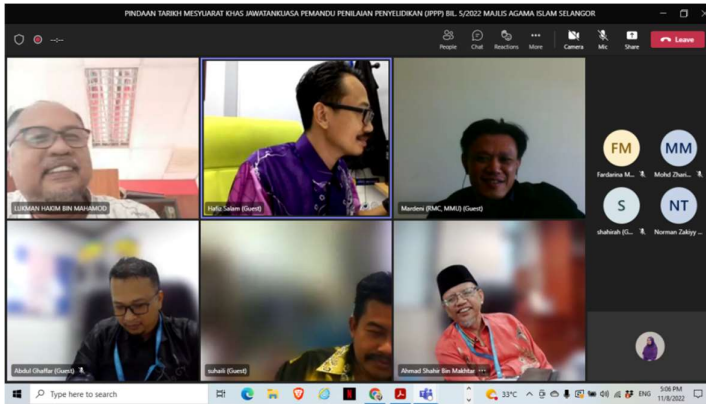 PINDAAN TARIKH MESYUARAT KHAS JAWATANKUASA PEMANDU PENILAIAN PENYELIDIKAN (JPPP) BIL. 5/2022 MAJLIS AGAMA ISLAM SELANGOR
People Chat Reactions More Camera Mic Share Leave
LUKMAN HAKIM BIN MAHAMOD
Hafiz Salam (Guest)
Mardeni (RMC, MMU) (Guest)
FM MM
Fardarina M... Mohd Zhari...
S NT
shahirah (G... Norman Zakiyy ...
Abdul Ghaffar (Guest)
suhaili (Guest)
Ahmad Shahir Bin Makhtar ...
Type here to search
33°C
ENG
5:06 PM
11/8/2022